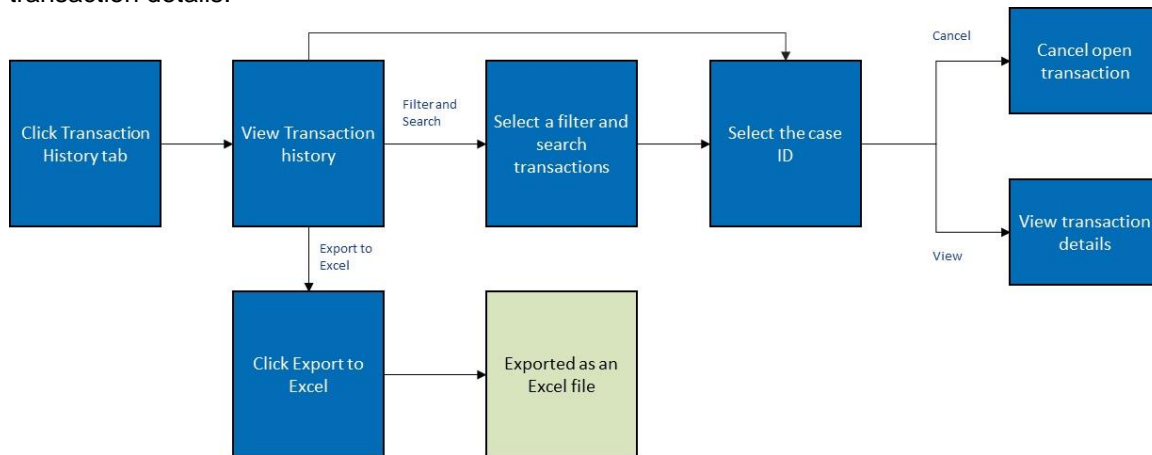 transaction details.
Cancel
Cancel open
transaction
Click Transaction
History tab
View Transaction
history
Filter and
Search
Select a filter and
search
transactions
Select the case
ID
View transaction
details
View
Export to
Excel
Click Export to
Excel
Exported as an
Excel file